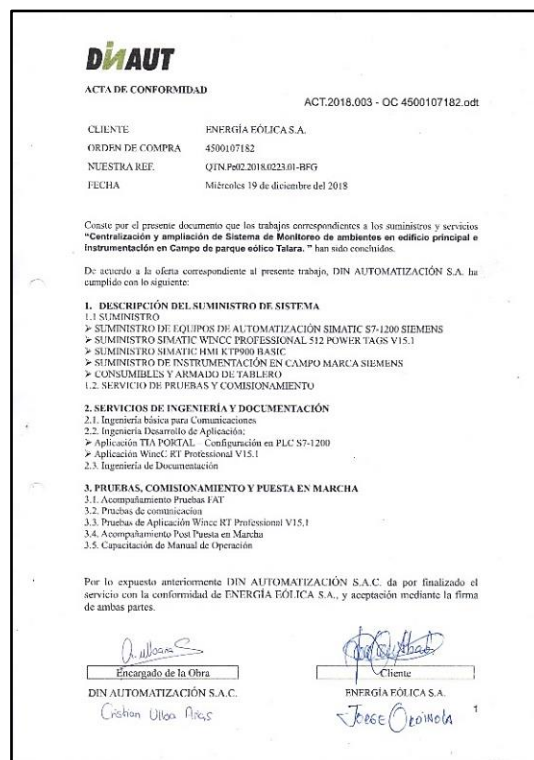 DINAUT
ACTA DE CONFORMIDAD
ACT.2018.003 - OC 4500107182.odt
CLIENTE ENERGÍA EÓLICA S.A.
ORDEN DE COMPRA 4500107182
NUESTRA REF. QTN.Pe02.2018.0223.01-BFG
FECHA Miércoles 19 de diciembre del 2018
Conste por el presente documento que los trabajos correspondientes a los suministros y servicios
“Centralización y ampliación de Sistema de Monitoreo de ambientes en edificio principal e
Instrumentación en Campo de parque eólico Talara. ” han sido concluidos.
De acuerdo a la oferta correspondiente al presente trabajo, DIN AUTOMATIZACIÓN S.A. ha
cumplido con lo siguiente:
1. DESCRIPCIÓN DEL SUMINISTRO DE SISTEMA
1.1 SUMINISTRO
➢ SUMINISTRO DE EQUIPOS DE AUTOMATIZACIÓN SIMATIC S7-1200 SIEMENS
➢ SUMINISTRO SIMATIC WINCC PROFESSIONAL 512 POWER TAGS V15.1
➢ SUMINISTRO SIMATIC HMI KTP900 BASIC
➢ SUMINISTRO DE INSTRUMENTACIÓN EN CAMPO MARCA SIEMENS
➢ CONSUMIBLES Y ARMADO DE TABLERO
1.2. SERVICIO DE PRUEBAS Y COMISIONAMIENTO
2. SERVICIOS DE INGENIERÍA Y DOCUMENTACIÓN
2.1. Ingeniería básica para Comunicaciones
2.2. Ingeniería Desarrollo de Aplicación:
➢ Aplicación TIA PORTAL – Configuración en PLC S7-1200
➢ Aplicación WincC RT Professional V15.1
2.3. Ingeniería de Documentación
3. PRUEBAS, COMISIONAMIENTO Y PUESTA EN MARCHA
3.1. Acompañamiento Pruebas FAT
3.2. Pruebas de comunicacion
3.3. Pruebas de Aplicación Wincc RT Professional V15.1
3.4. Acompañamiento Post Puesta en Marcha
3.5. Capacitación de Manual de Operación
Por lo expuesto anteriormente DIN AUTOMATIZACIÓN S.A.C. da por finalizado el
servicio con la conformidad de ENERGÍA EÓLICA S.A., y aceptación mediante la firma
de ambas partes.
Encargado de la Obra Cliente
DIN AUTOMATIZACIÓN S.A.C. ENERGÍA EÓLICA S.A.
Cristian Ulloa 1
JORGE